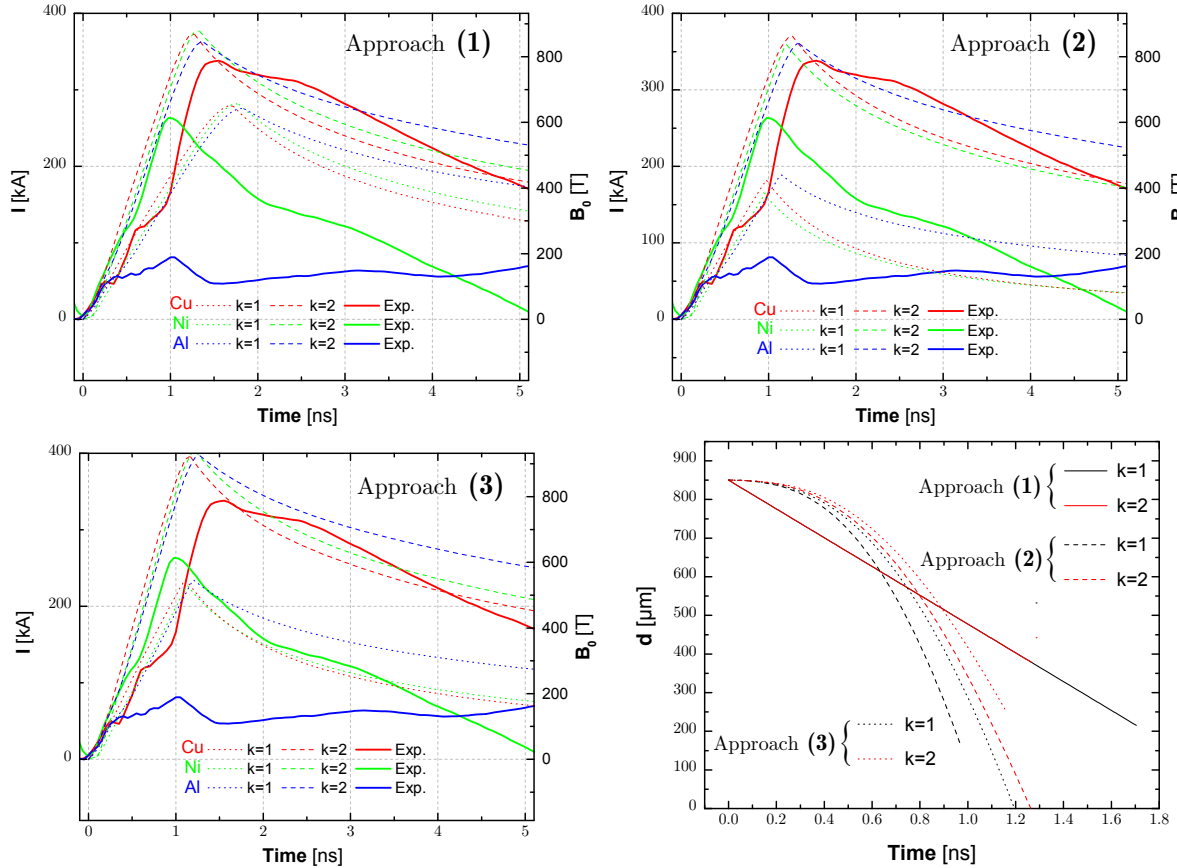 Approach (1)
400
200
0
I [kA]
800
600
400
200
0
B0 [T]
Cu k=1 k=2 Exp.
Ni k=1 k=2 Exp.
Al k=1 k=2 Exp.
0 1 2 3 4 5
Time [ns]
Approach (2)
400
300
200
100
0
I [kA]
800
600
400
200
0
Cu k=1 k=2 Exp.
Ni k=1 k=2 Exp.
Al k=1 k=2 Exp.
0 1 2 3 4 5
Time [ns]
Approach (3)
400
200
0
I [kA]
800
600
400
200
0
B0 [T]
Cu k=1 k=2 Exp.
Ni k=1 k=2 Exp.
Al k=1 k=2 Exp.
0 1 2 3 4 5
Time [ns]
900
800
700
600
500
400
300
200
100
0
d [µm]
Approach (1) { k=1
k=2
Approach (2) { k=1
k=2
Approach (3) { k=1
k=2
0.0 0.2 0.4 0.6 0.8 1.0 1.2 1.4 1.6 1.8
Time [ns]